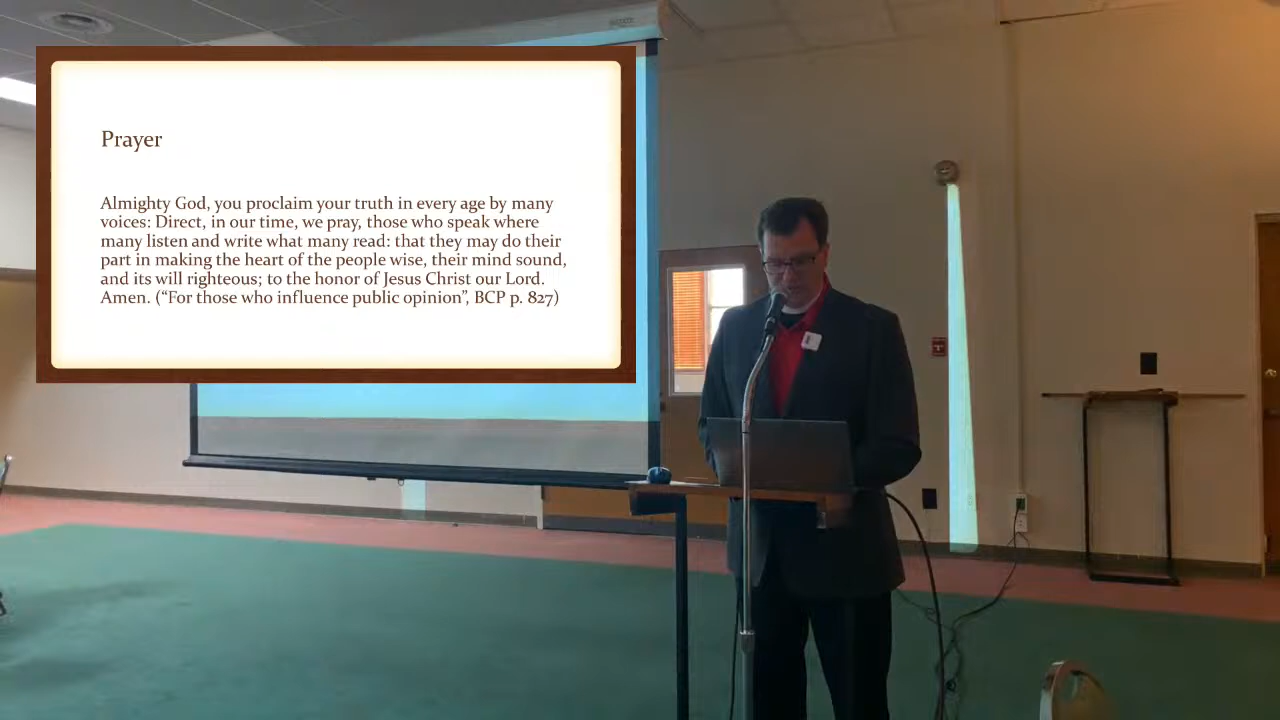 Prayer
Almighty God, you proclaim your truth in every age by many
voices: Direct, in our time, we pray, those who speak where
many listen and write what many read: that they may do their
part in making the heart of the people wise, their mind sound,
and its will righteous; to the honor of Jesus Christ our Lord.
Amen. (“For those who influence public opinion”, BCP p. 827)